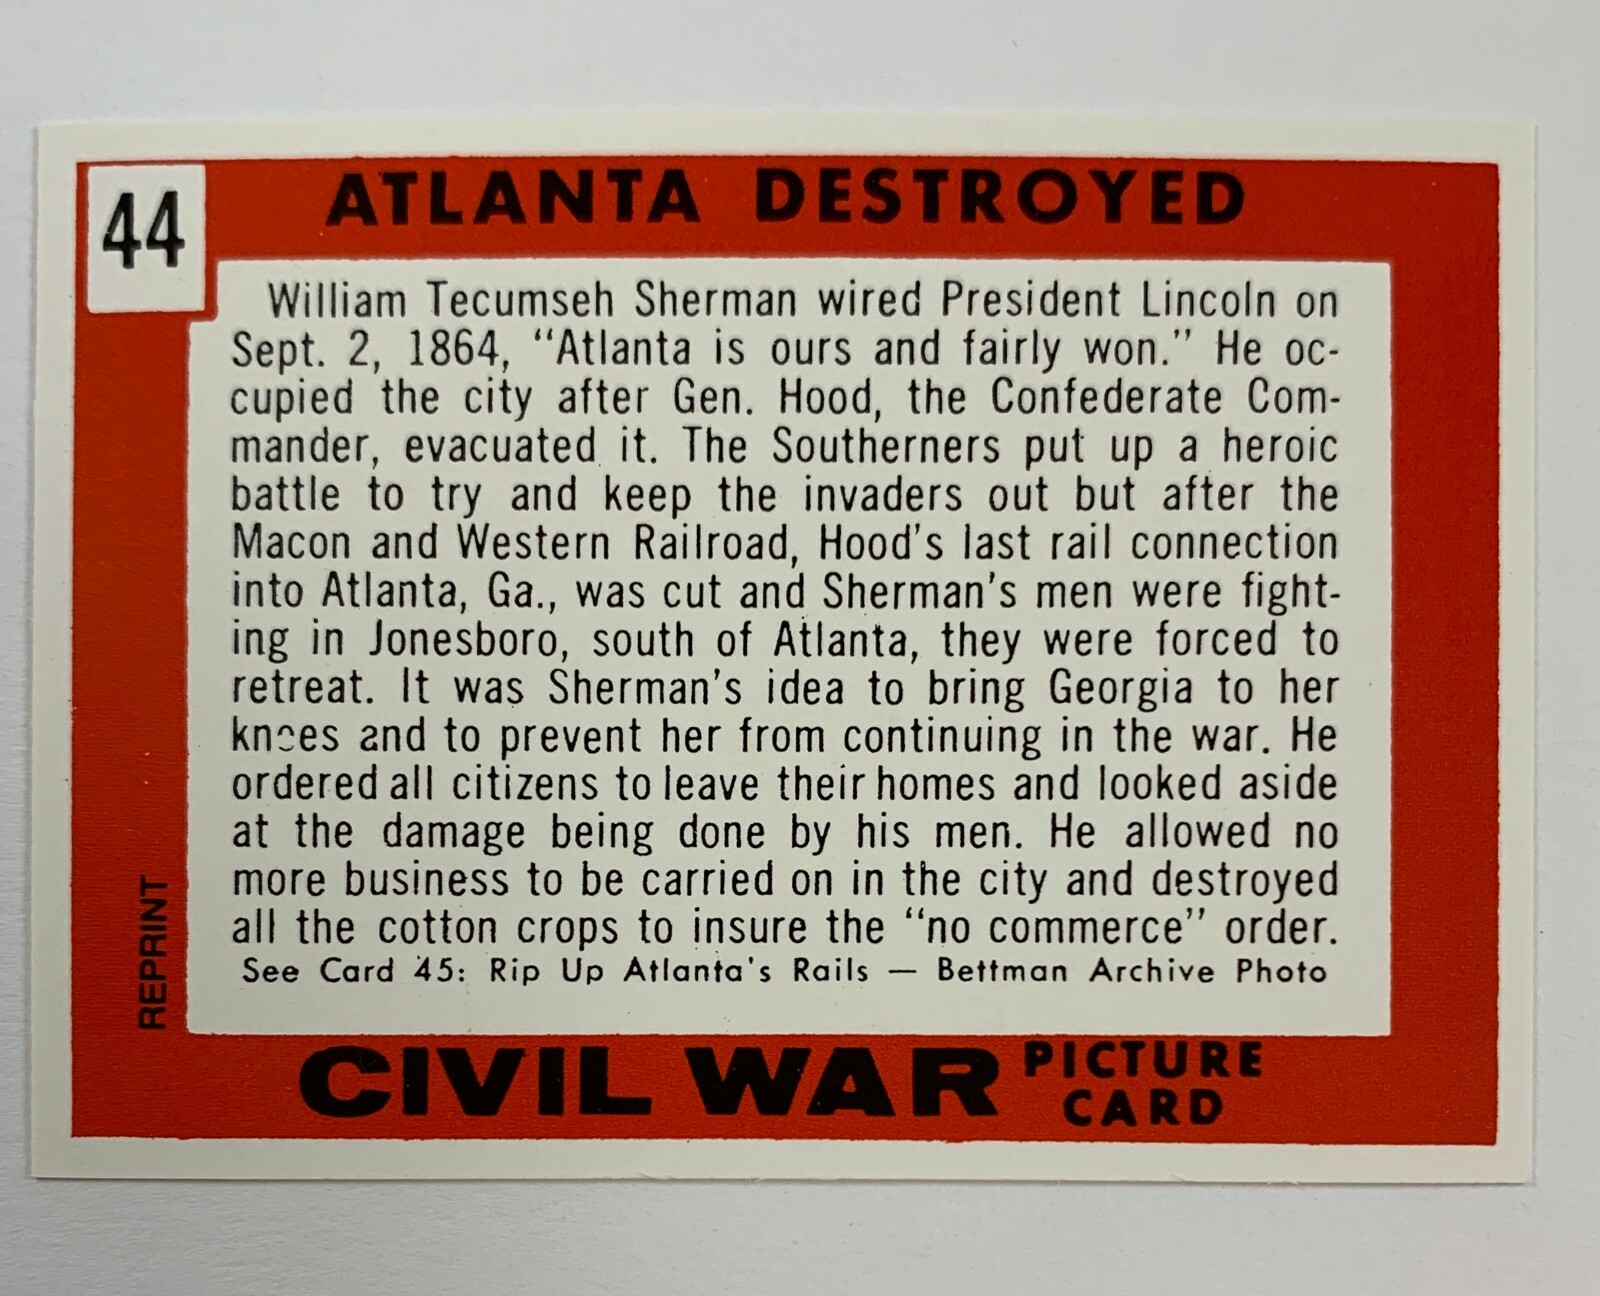 44
ATLANTA DESTROYED
William Tecumseh Sherman wired President Lincoln on
Sept. 2, 1864, "Atlanta is ours and fairly won." He oc-
cupied the city after Gen. Hood, the Confederate Com-
mander, evacuated it. The Southerners put up a heroic
battle to try and keep the invaders out but after the
Macon and Western Railroad, Hood's last rail connection
into Atlanta, Ga., was cut and Sherman's men were fight-
ing in Jonesboro, south of Atlanta, they were forced to
retreat. It was Sherman's idea to bring Georgia to her
knees and to prevent her from continuing in the war. He
ordered all citizens to leave their homes and looked aside
at the damage being done by his men. He allowed no
more business to be carried on in the city and destroyed
all the cotton crops to insure the "no commerce" order.
See Card 45: Rip Up Atlanta's Rails — Bettman Archive Photo
REPRINT
CIVIL WAR PICTURE
CARD